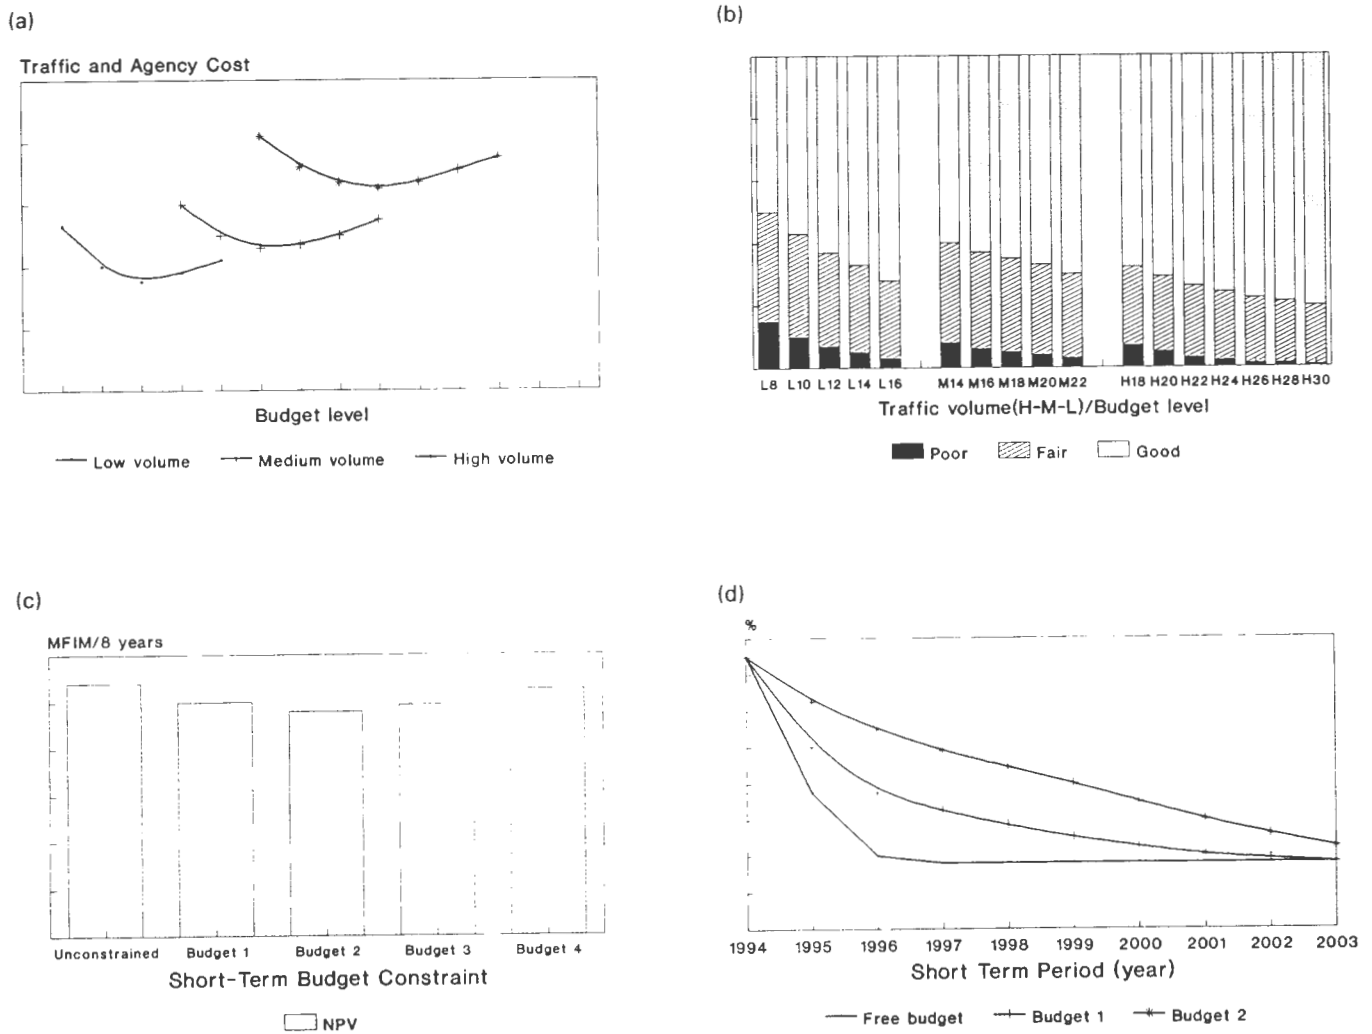 (a)
Traffic and Agency Cost
Budget level
Low volume Medium volume High volume
(b)
L8 L10 L12 L14 L16 M14 M16 M18 M20 M22 H18 H20 H22 H24 H26 H28 H30
Traffic volume(H-M-L)/Budget level
Poor Fair Good
(c)
MFIM/8 years
Unconstrained Budget 1 Budget 2 Budget 3 Budget 4
Short-Term Budget Constraint
NPV
(d)
%
1994 1995 1996 1997 1998 1999 2000 2001 2002 2003
Short Term Period (year)
Free budget Budget 1 Budget 2